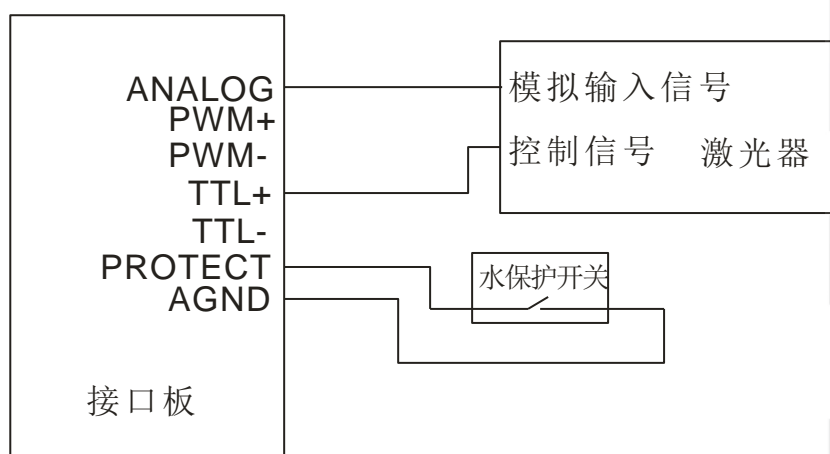 ANALOG
PWM+
PWM-
TTL+
TTL-
PROTECT
AGND
接口板
模拟输入信号
控制信号 激光器
水保护开关